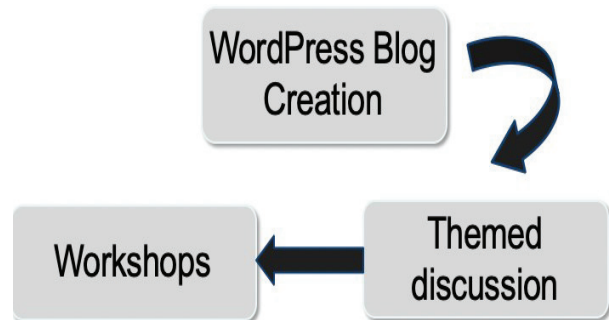 WordPress Blog
Creation
Themed
discussion
Workshops